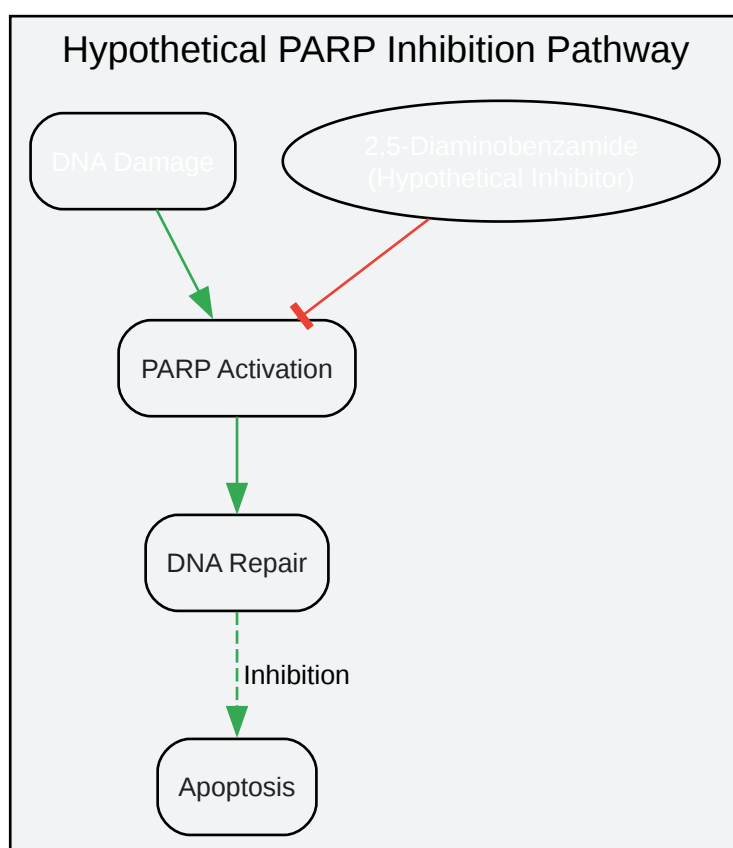 Hypothetical PARP Inhibition Pathway
DNA Damage
2,5-Diaminobenzamide
(Hypothetical Inhibitor)
PARP Activation
DNA Repair
Inhibition
Apoptosis